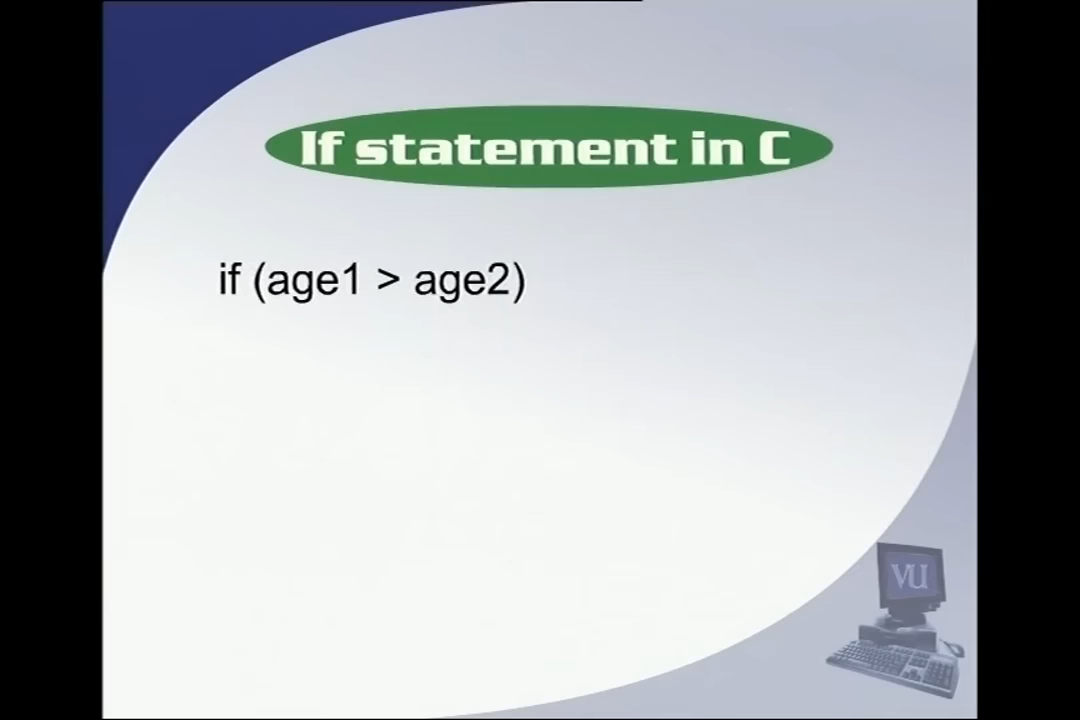 If statement in C
if (age1 > age2)
VU